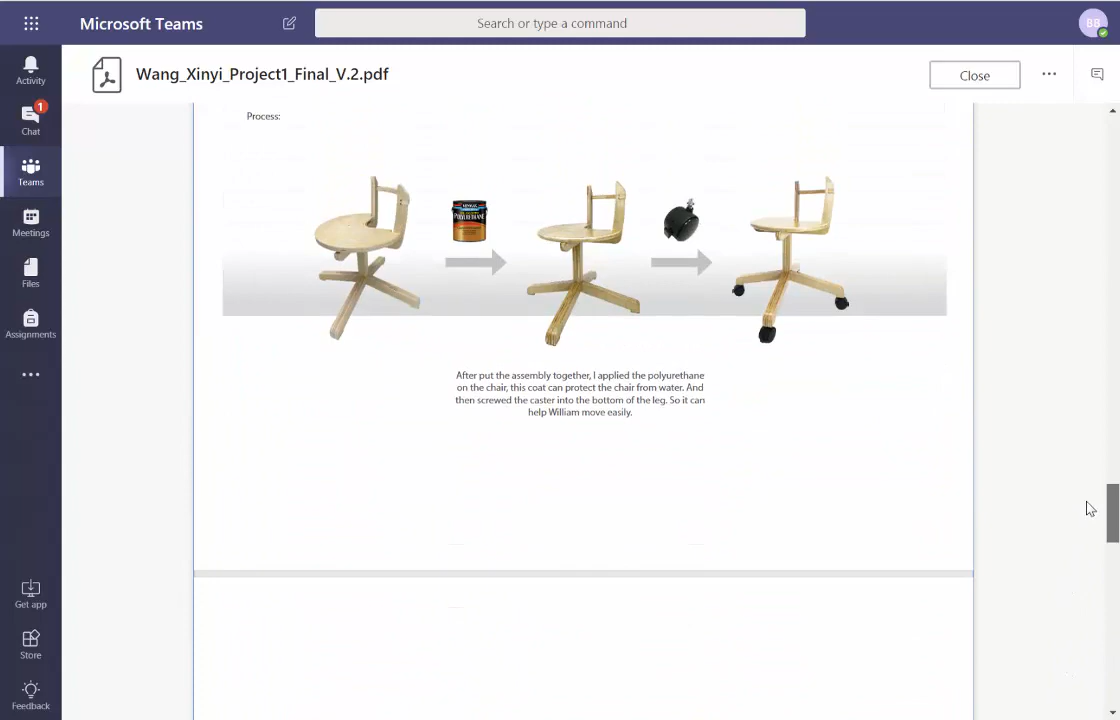 Microsoft Teams
Search or type a command
BB
Activity
Wang_Xinyi_Project1_Final_V.2.pdf
Close
1
Chat
Process:
Teams
POLYURETHANE
Meetings
Files
Assignments
After put the assembly together, I applied the polyurethane
on the chair, this coat can protect the chair from water. And
then screwed the caster into the bottom of the leg. So it can
help William move easily.
Get app
Store
Feedback